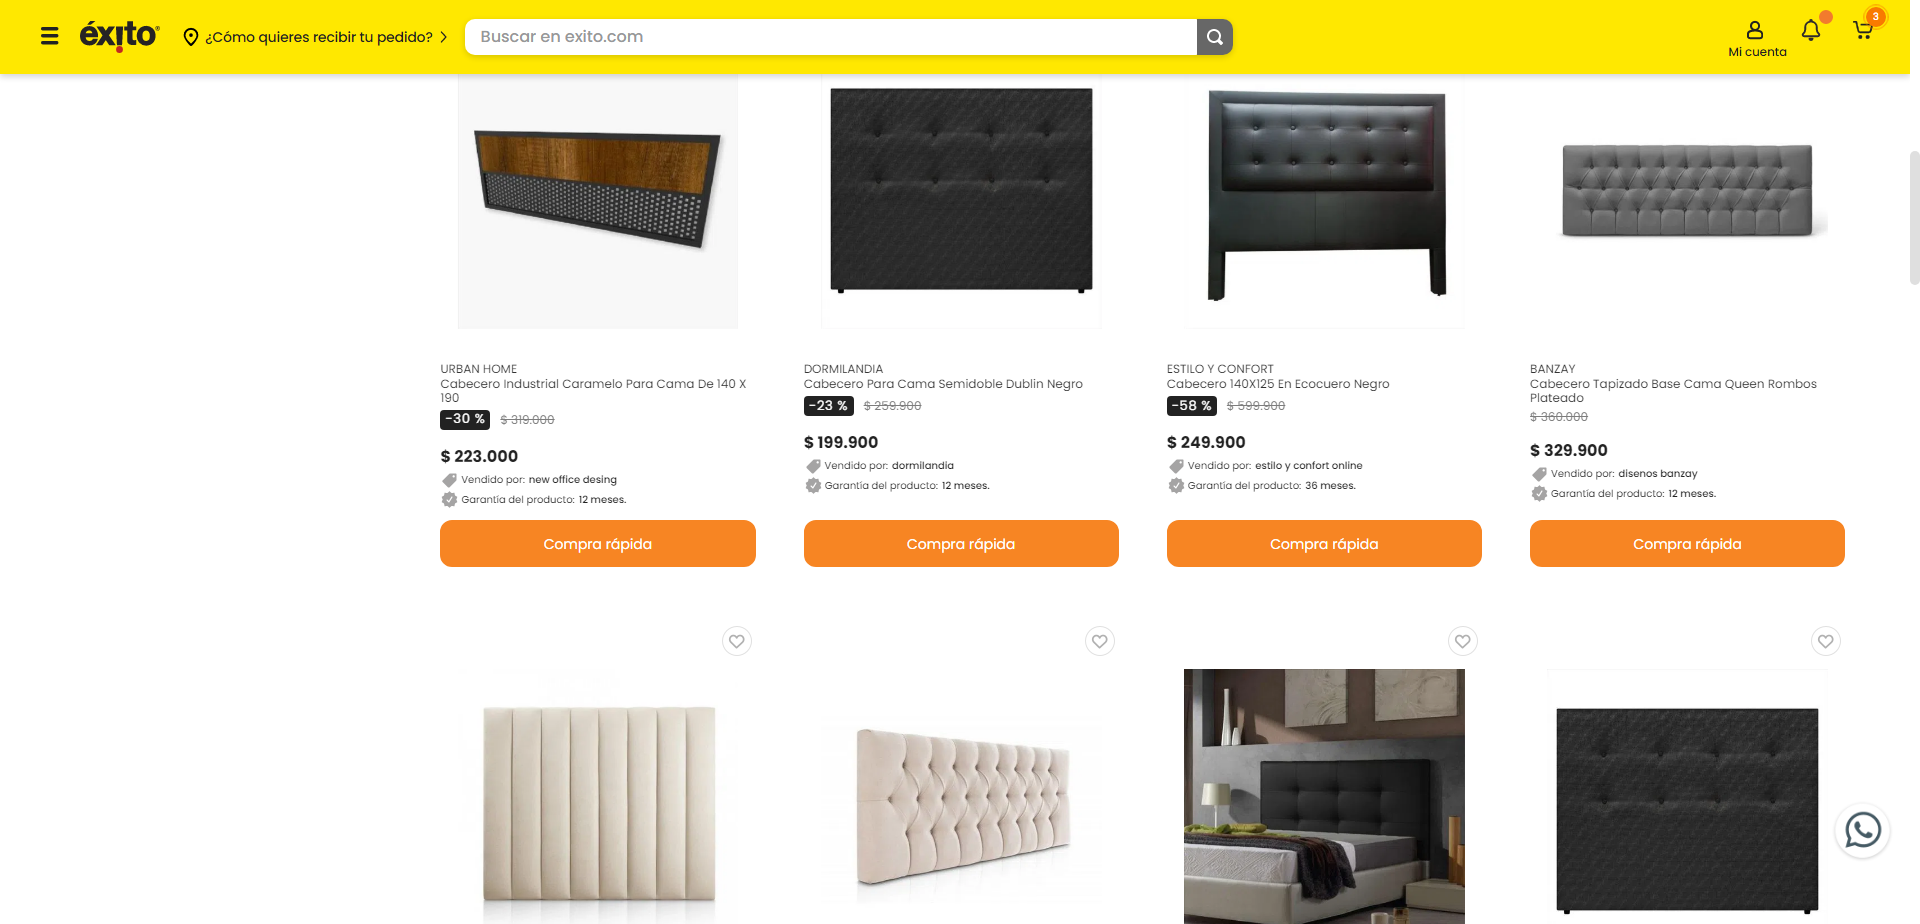 éxito
¿Cómo quieres recibir tu pedido?
Buscar en exito.com
Mi cuenta
3
URBAN HOME
Cabecero Industrial Caramelo Para Cama De 140 X
190
-30 % $ 319.000
$ 223.000
Vendido por: new office desing
Garantía del producto: 12 meses.
Compra rápida
DORMILANDIA
Cabecero Para Cama Semidoble Dublin Negro
-23 % $ 259.900
$ 199.900
Vendido por: dormilandia
Garantía del producto: 12 meses.
Compra rápida
ESTILO Y CONFORT
Cabecero 140X125 En Ecocuero Negro
-58 % $ 599.900
$ 249.900
Vendido por: estilo y confort online
Garantía del producto: 36 meses.
Compra rápida
BANZAY
Cabecero Tapizado Base Cama Queen Rombos
Plateado
$ 360.000
$ 329.900
Vendido por: disenos banzay
Garantía del producto: 12 meses.
Compra rápida